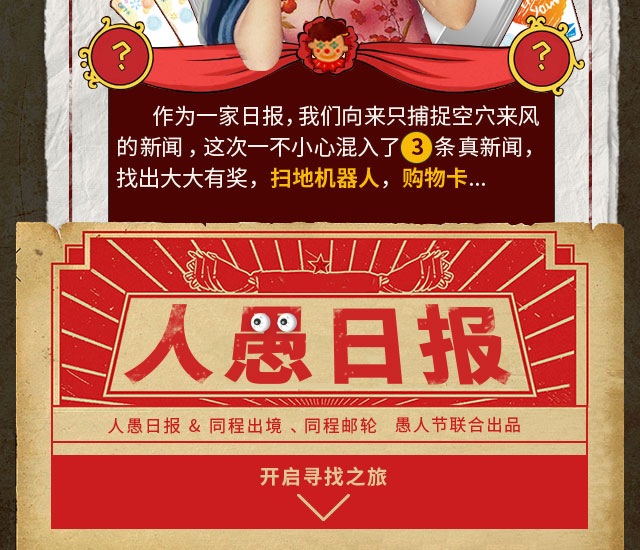 ?
?
作为一家日报，我们向来只捕捉空穴来风
的新闻，这次一不小心混入了3条真新闻，
找出大大有奖，扫地机器人，购物卡...
人愚日报
人愚日报 & 同程出境、同程邮轮 愚人节联合出品
开启寻找之旅